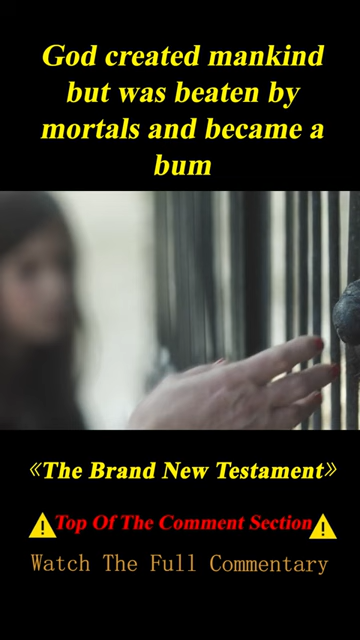 God created mankind
but was beaten by
mortals and became a
bum
《The Brand New Testament》
Top Of The Comment Section
Watch The Full Commentary